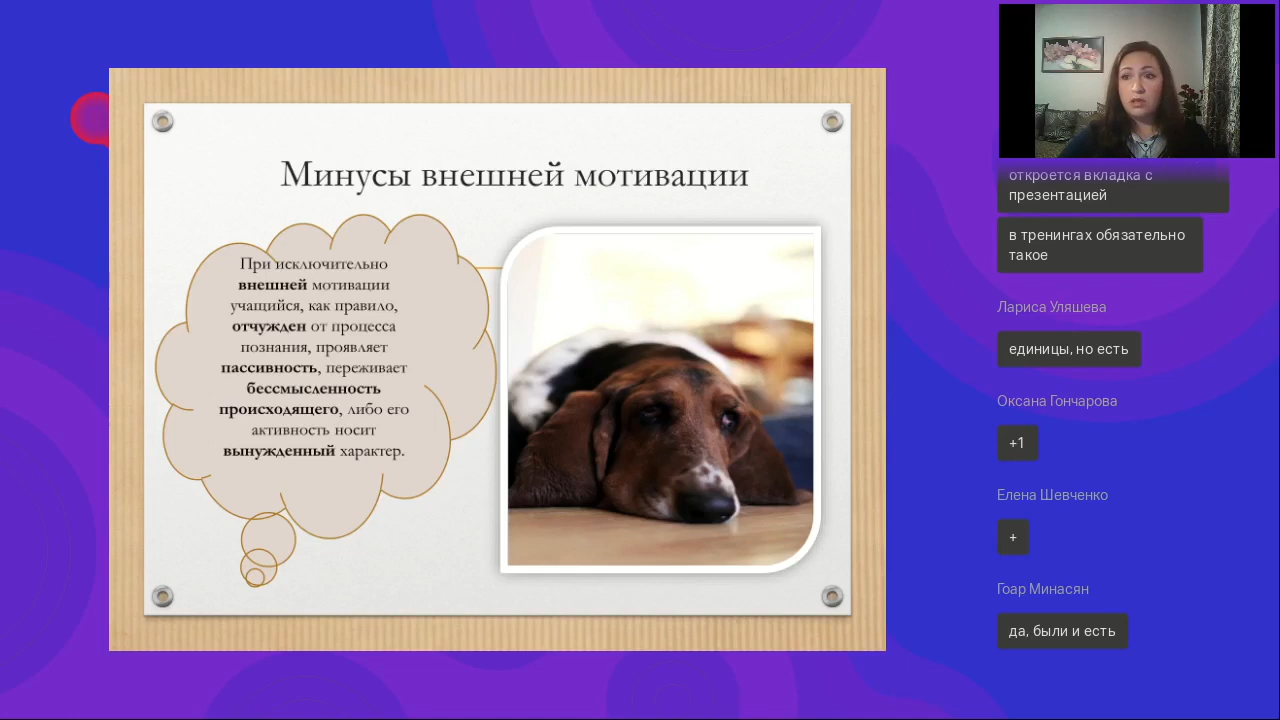 Минусы внешней мотивации
При исключительно
внешней мотивации
учащийся, как правило,
отчужден от процесса
познания, проявляет
пассивность, переживает
бессмысленность
происходящего, либо его
активность носит
вынужденный характер.
откроется вкладка с
презентацией
в тренингах обязательно
такое
Лариса Уляшева
единицы, но есть
Оксана Гончарова
+1
Елена Шевченко
+
Гоар Минасян
да, были и есть